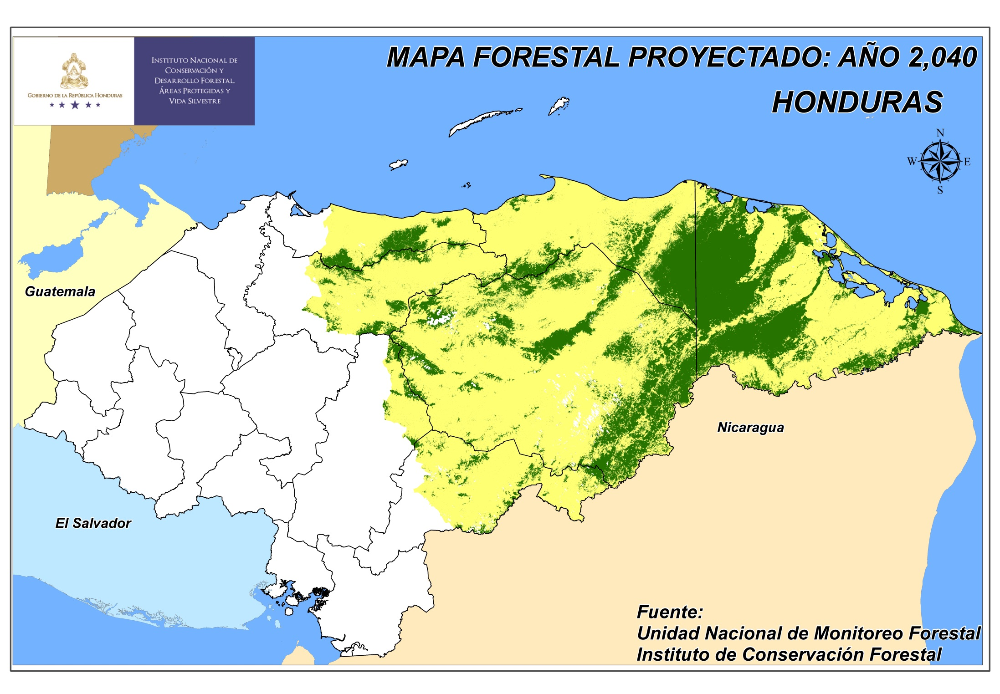 MAPA FORESTAL PROYECTADO: AÑO 2,040
HONDURAS
GOBIERNO DE LA REPÚBLICA HONDURAS
INSTITUTO NACIONAL DE
CONSERVACIÓN Y
DESARROLLO FORESTAL,
ÁREAS PROTEGIDAS Y
VIDA SILVESTRE
N
W
E
S
Guatemala
Nicaragua
El Salvador
Fuente:
Unidad Nacional de Monitoreo Forestal
Instituto de Conservación Forestal